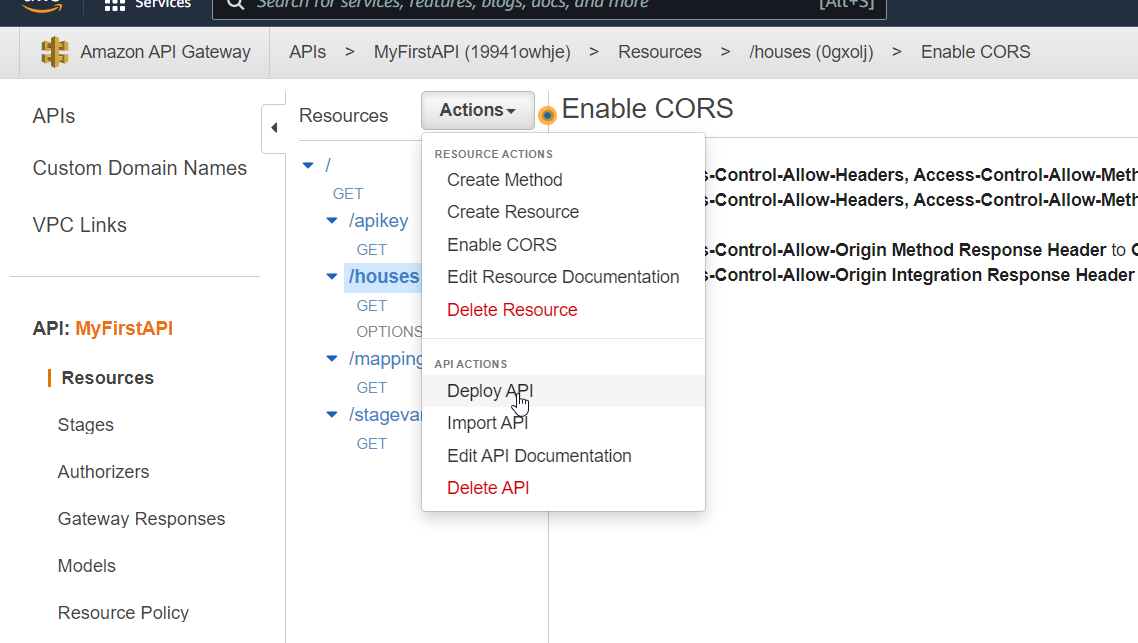 Services
Search for services, features, blogs, docs, and more
[Alt+S]
Amazon API Gateway
APIs > MyFirstAPI (19941owhje) > Resources > /houses (0gxolj) > Enable CORS
APIs
Custom Domain Names
VPC Links
API: MyFirstAPI
Resources
Stages
Authorizers
Gateway Responses
Models
Resource Policy
Resources
Actions
/
GET
/apikey
GET
/houses
GET
OPTIONS
/mapping
GET
/stageva
GET
RESOURCE ACTIONS
Create Method
Create Resource
Enable CORS
Edit Resource Documentation
Delete Resource
API ACTIONS
Deploy API
Import API
Edit API Documentation
Delete API
Enable CORS
s-Control-Allow-Headers, Access-Control-Allow-Meth
s-Control-Allow-Headers, Access-Control-Allow-Meth
s-Control-Allow-Origin Method Response Header to
s-Control-Allow-Origin Integration Response Header